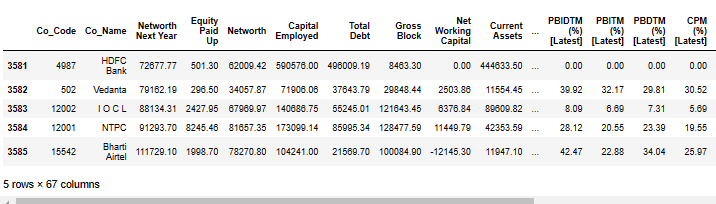 Co_Code Co_Name Networth Next Year Equity Paid Up Networth Capital Employed Total Debt Gross Block Net Working Capital Current Assets ... PBIDTM (%) [Latest] PBITM (%) [Latest] PBDTM (%) [Latest] CPM (%) [Latest]
3581 4987 HDFC Bank 72677.77 501.30 62009.42 590576.00 496009.19 8463.30 0.00 444633.50 ... 0.00 0.00 0.00 0.00
3582 502 Vedanta 79162.19 296.50 34057.87 71906.06 37643.79 29848.44 2503.86 11554.45 ... 39.92 32.17 29.81 30.52
3583 12002 I O C L 88134.31 2427.95 67969.97 140686.75 55245.01 121643.45 6376.84 89609.82 ... 8.09 6.69 7.31 5.69
3584 12001 NTPC 91293.70 8245.46 81657.35 173099.14 85995.34 128477.59 11449.79 42353.59 ... 28.12 20.55 23.39 19.55
3585 15542 Bharti Airtel 111729.10 1998.70 78270.80 104241.00 21569.70 100084.90 -12145.30 11947.10 ... 42.47 22.88 34.04 25.97
5 rows × 67 columns